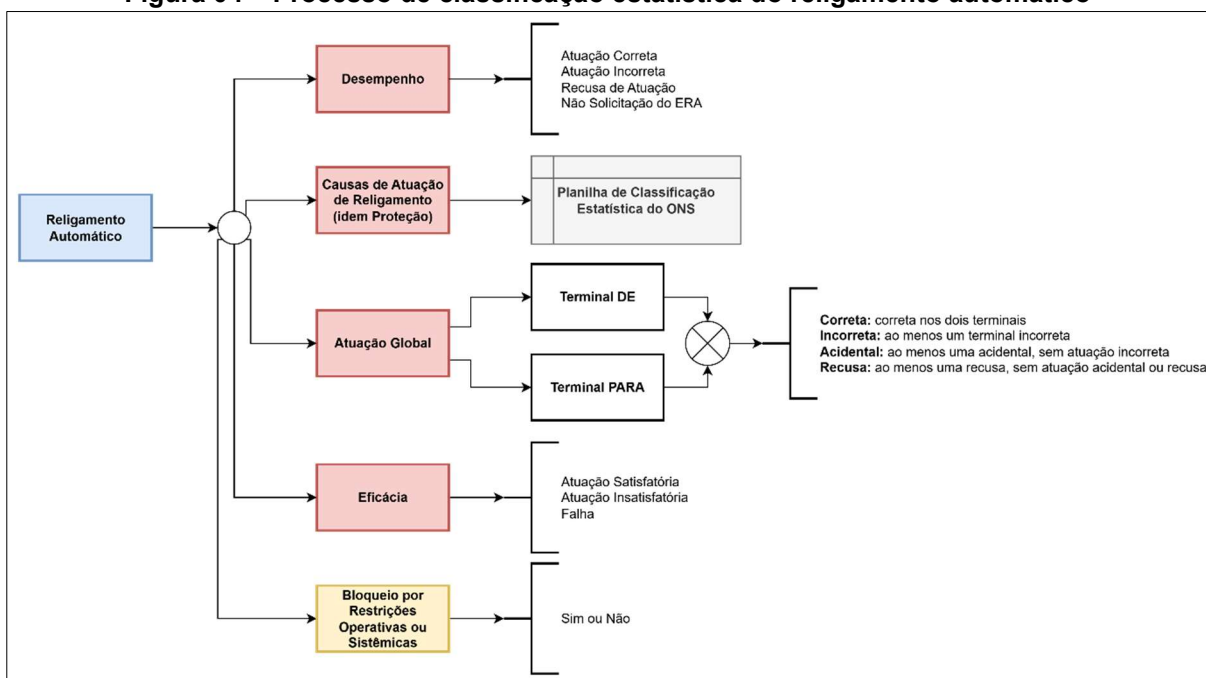 Desempenho
Atuação Correta
Atuação Incorreta
Recusa de Atuação
Não Solicitação do ERA
Religamento
Automático
Causas de Atuação
de Religamento
(idem Proteção)
Planilha de Classificação
Estatística do ONS
Atuação Global
Terminal DE
Terminal PARA
Correta: correta nos dois terminais
Incorreta: ao menos um terminal incorreta
Acidental: ao menos uma acidental, sem atuação incorreta
Recusa: ao menos uma recusa, sem atuação acidental ou recusa
Eficácia
Atuação Satisfatória
Atuação Insatisfatória
Falha
Bloqueio por
Restrições
Operativas ou
Sistêmicas
Sim ou Não